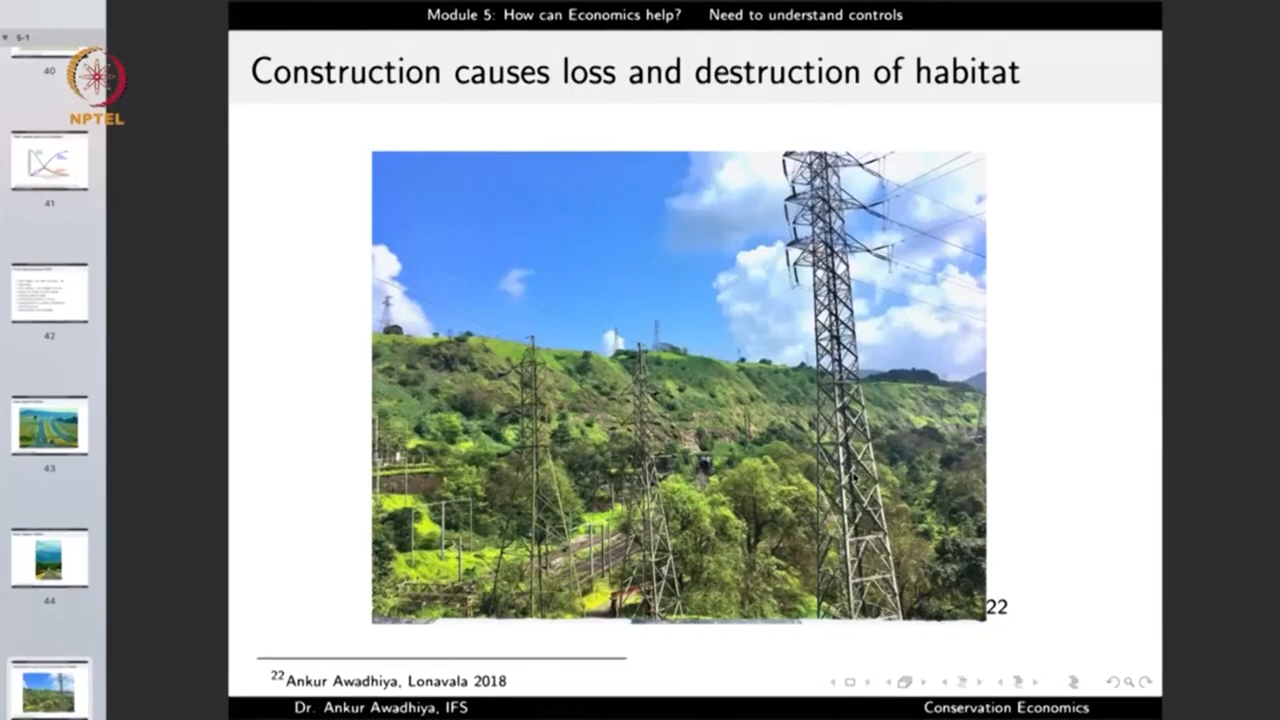 Module 5: How can Economics help? Need to understand controls
5-1
40
NPTEL
Construction causes loss and destruction of habitat
41
42
43
44
22
22 Ankur Awadhiya, Lonavala 2018
Dr. Ankur Awadhiya, IFS Conservation Economics